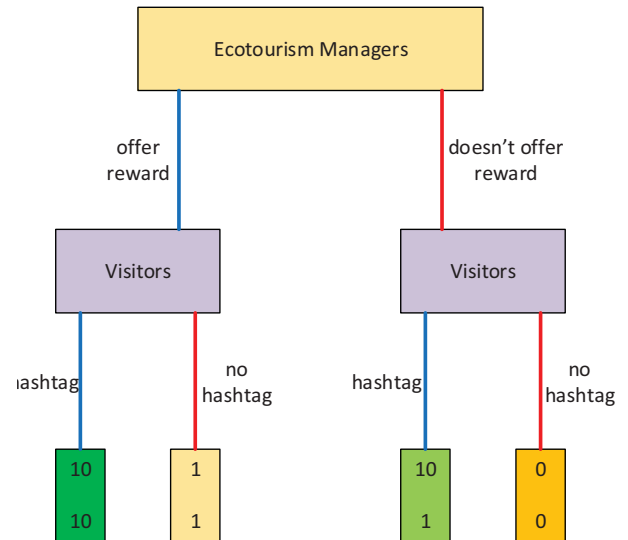 Ecotourism Managers
offer
reward
doesn't offer
reward
Visitors
Visitors
hashtag
no
hashtag
hashtag
no
hashtag
10
1
10
0
10
1
1
0